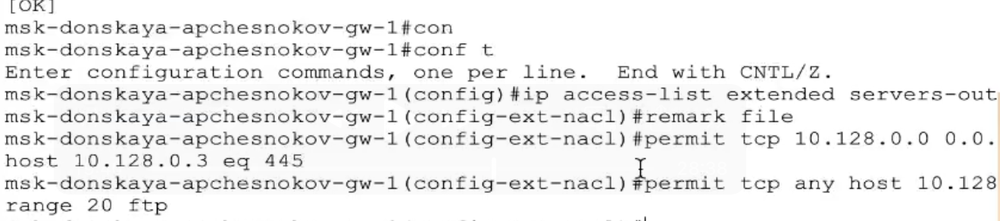 [OK]
msk-donskaya-apchesnokov-gw-1#con
msk-donskaya-apchesnokov-gw-1#conf t
Enter configuration commands, one per line.  End with CNTL/Z.
msk-donskaya-apchesnokov-gw-1(config)#ip access-list extended servers-out
msk-donskaya-apchesnokov-gw-1(config-ext-nacl)#remark file
msk-donskaya-apchesnokov-gw-1(config-ext-nacl)#permit tcp 10.128.0.0 0.0.
host 10.128.0.3 eq 445
msk-donskaya-apchesnokov-gw-1(config-ext-nacl)#permit tcp any host 10.128
range 20 ftp